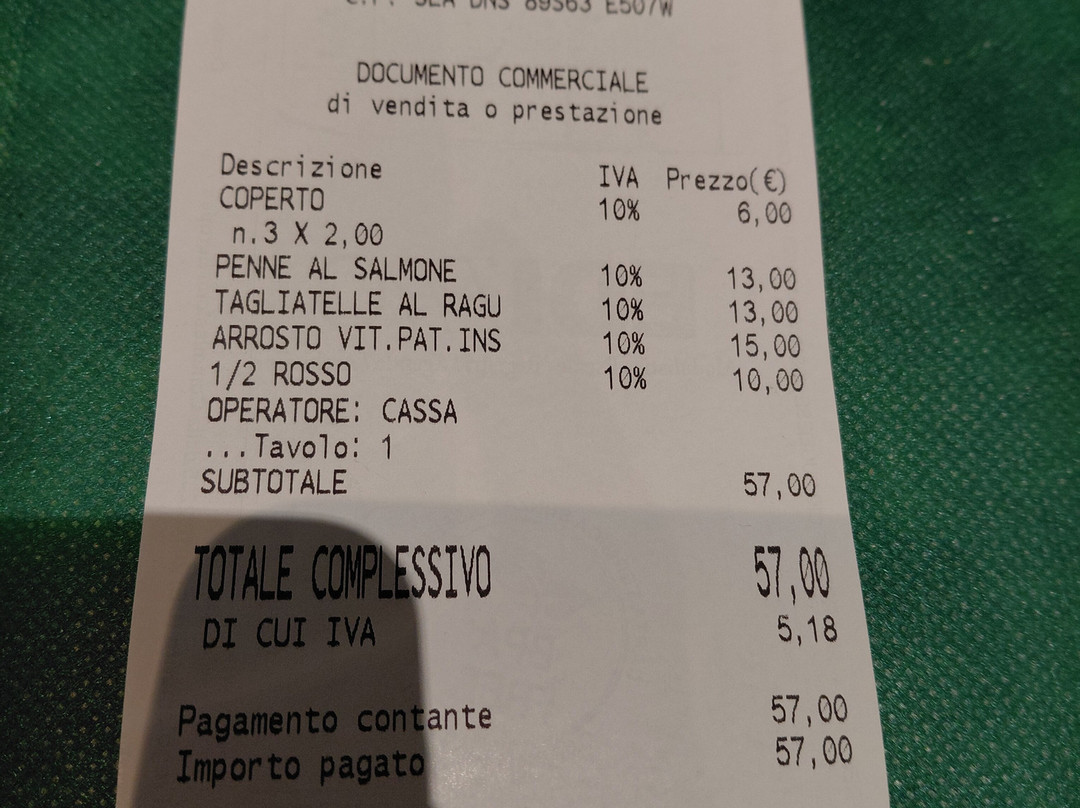 DNS 89S63 E507W
DOCUMENTO COMMERCIALE
di vendita o prestazione
Descrizione IVA Prezzo(€)
COPERTO 10% 6,00
n.3 X 2,00
PENNE AL SALMONE 10% 13,00
TAGLIATELLE AL RAGU 10% 13,00
ARROSTO VIT.PAT.INS 10% 15,00
1/2 ROSSO 10% 10,00
OPERATORE: CASSA
...Tavolo: 1
SUBTOTALE 57,00
TOTALE COMPLESSIVO 57,00
DI CUI IVA 5,18
Pagamento contante 57,00
Importo pagato 57,00